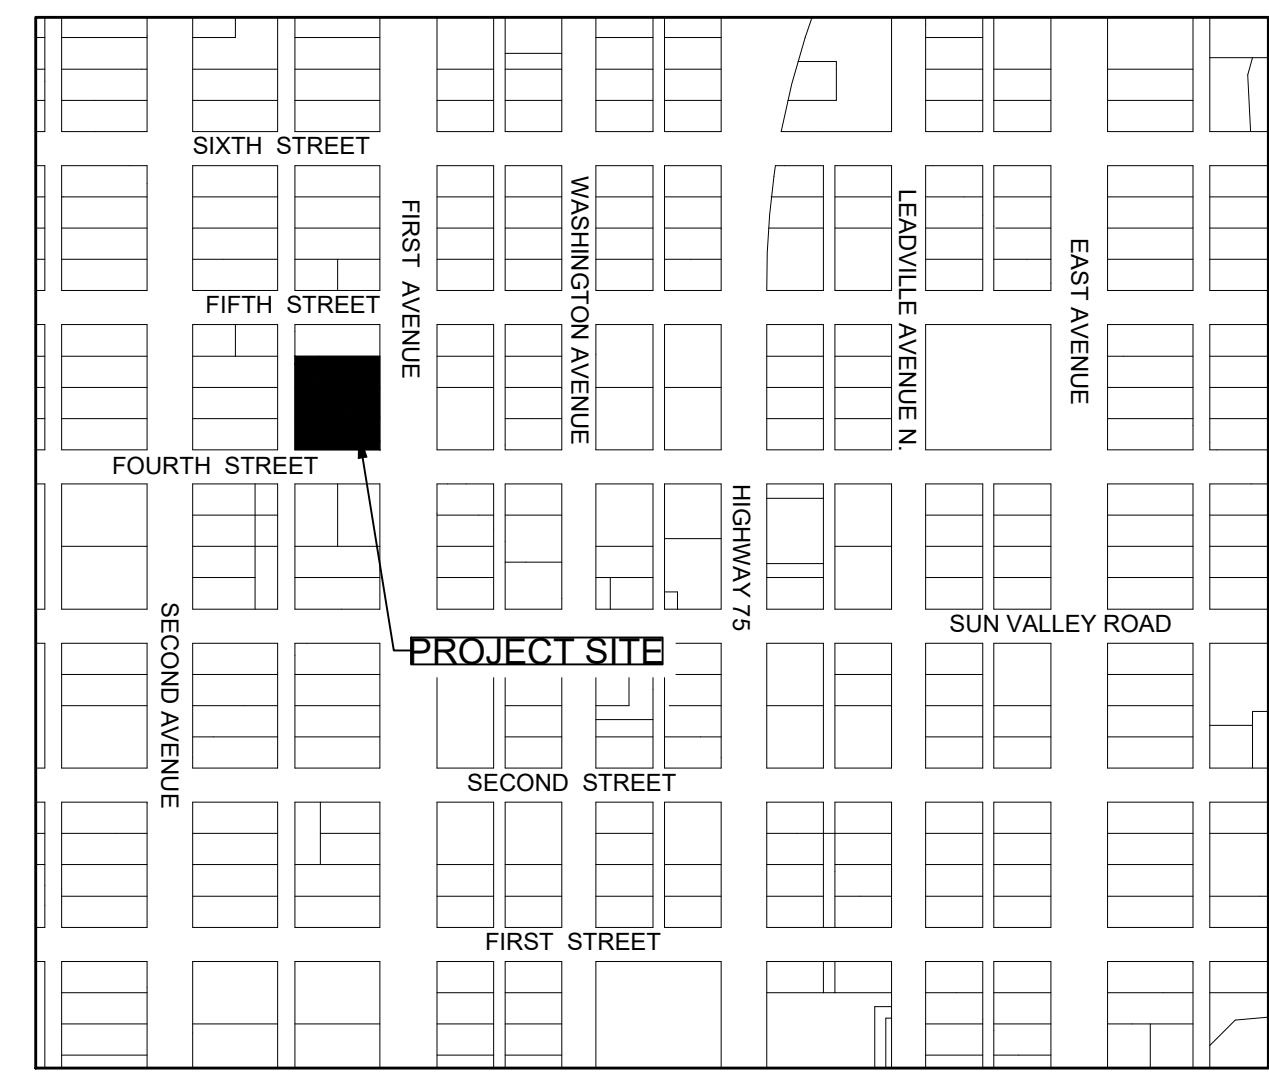 SIXTH STREET
FIRST AVENUE
WASHINGTON AVENUE
LEADVILLE AVENUE N.
EAST AVENUE
FIFTH STREET
FOURTH STREET
HIGHWAY 75
SECOND AVENUE
SUN VALLEY ROAD
PROJECT SITE
SECOND STREET
FIRST STREET